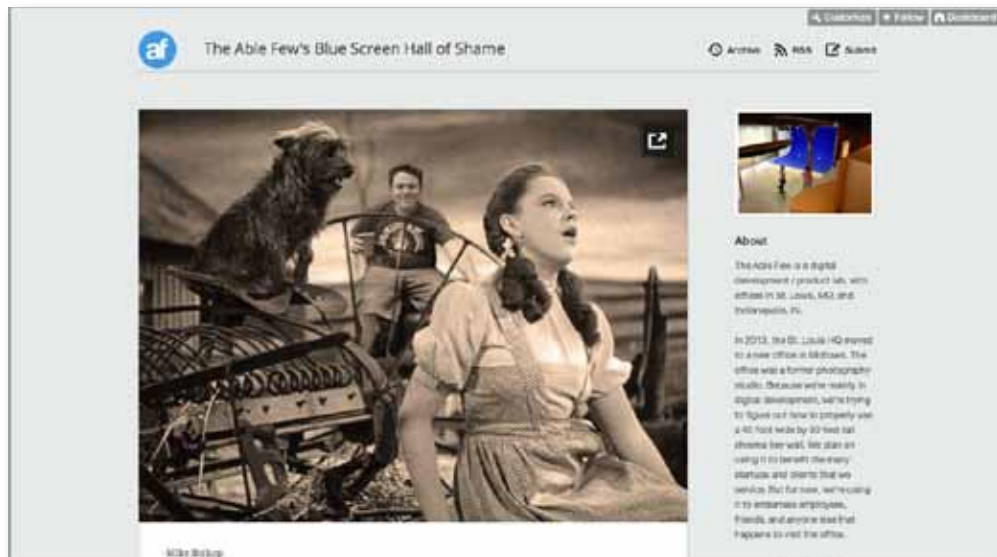 Customize Follow Dashboard
af
The Able Few's Blue Screen Hall of Shame
Archive RSS Submit
About
The Able Few is a digital
development / product lab, with
offices in St. Louis, MO, and
Indianapolis, IN.
In 2013, the St. Louis HQ moved
to a new office in Midtown. The
office was a former photography
studio. Because we're mainly in
digital development, we're trying
to figure out how to properly use
a 40 foot wide by
chroma key wall. We plan on
using it to benefit the many
startups and clients that we
service. But for now, we're using
it to embarrass employees,
friends, and anyone else that
happens to visit the office.
Mike Bishop